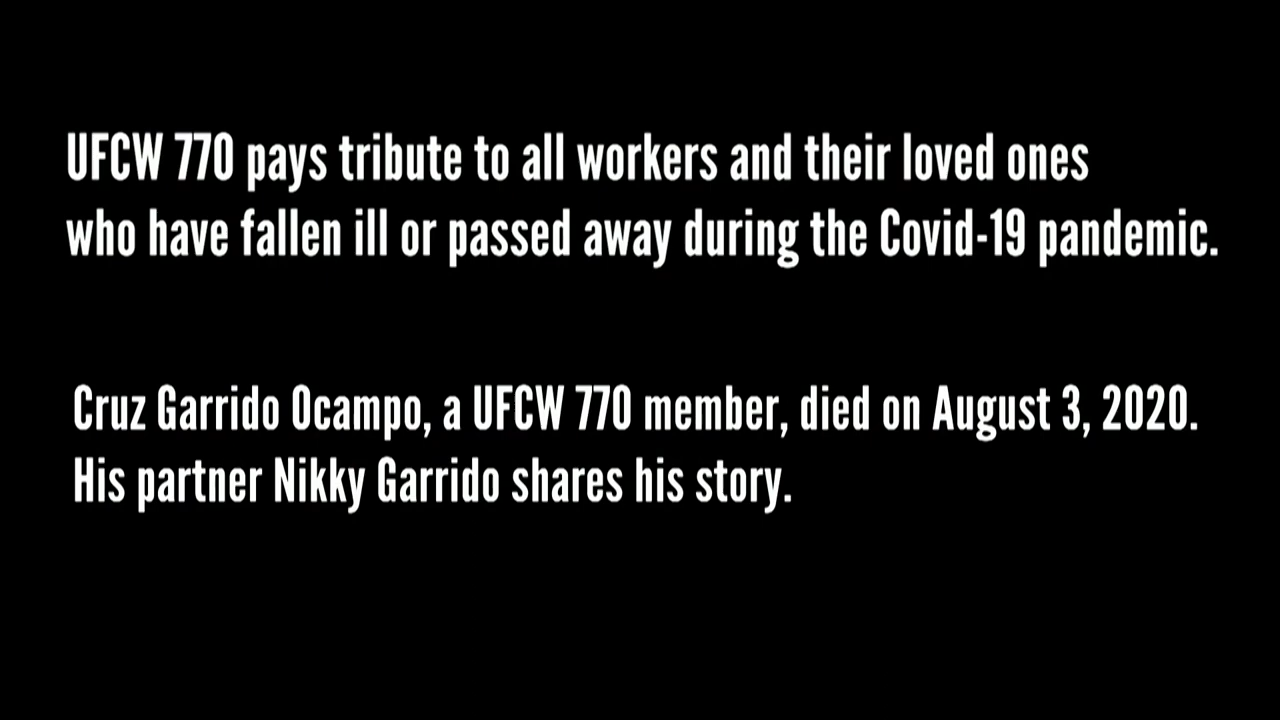 UFCW 770 pays tribute to all workers and their loved ones
who have fallen ill or passed away during the Covid-19 pandemic.
Cruz Garrido Ocampo, a UFCW 770 member, died on August 3, 2020.
His partner Nikky Garrido shares his story.